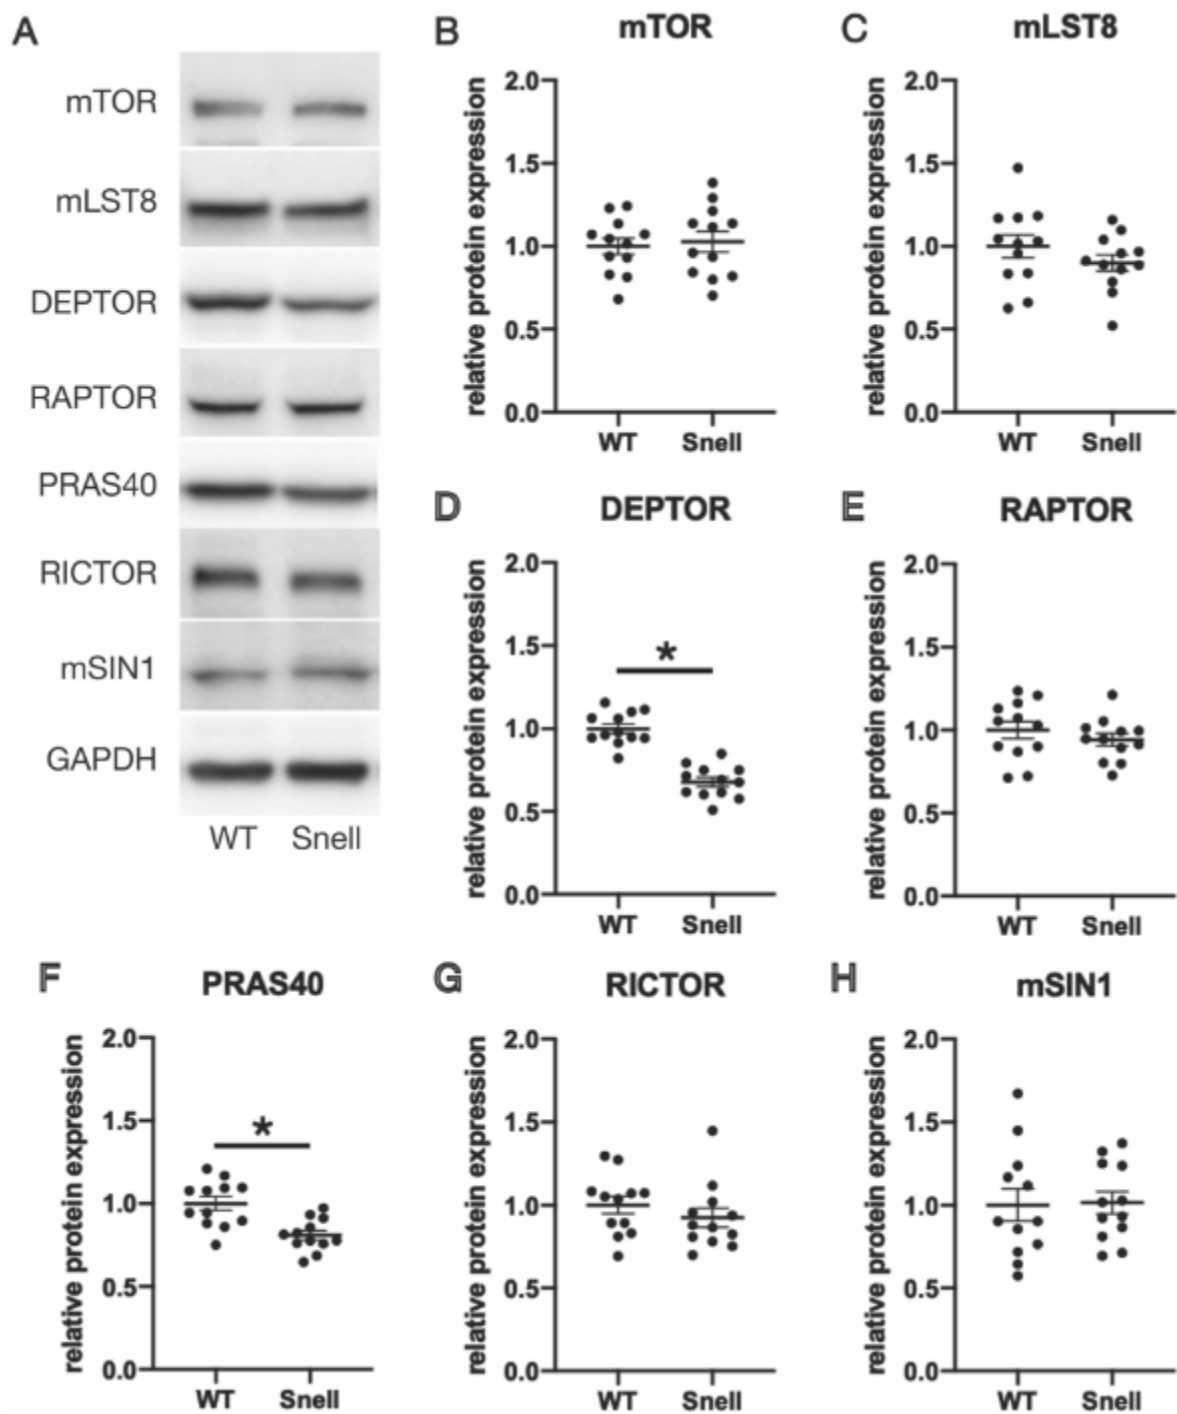 A
mTOR
mLST8
DEPTOR
RAPTOR
PRAS40
RICTOR
mSIN1
GAPDH
WT Snell
B mTOR
relative protein expression
2.0
1.5
1.0
0.5
0.0
WT Snell
C mLST8
relative protein expression
2.0
1.5
1.0
0.5
0.0
WT Snell
D DEPTOR
relative protein expression
2.0
1.5
1.0
0.5
0.0
*
WT Snell
E RAPTOR
relative protein expression
2.0
1.5
1.0
0.5
0.0
WT Snell
F PRAS40
relative protein expression
2.0
1.5
1.0
0.5
0.0
*
WT Snell
G RICTOR
relative protein expression
2.0
1.5
1.0
0.5
0.0
WT Snell
H mSIN1
relative protein expression
2.0
1.5
1.0
0.5
0.0
WT Snell